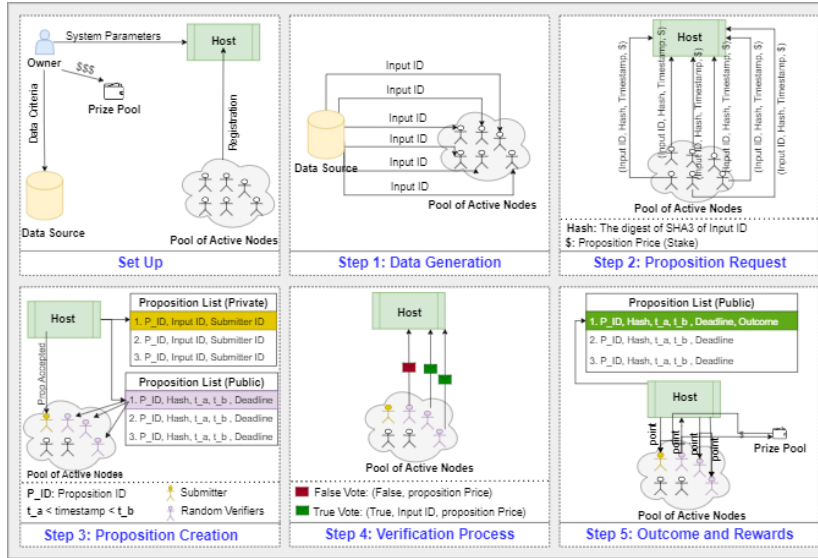 System Parameters
Host
Owner
$$$
Prize Pool
Data Criteria
Registration
Data Source
Pool of Active Nodes
Set Up
Input ID
Input ID
Input ID
Input ID
Input ID
Input ID
Data Source
Pool of Active Nodes
Step 1: Data Generation
Host
(Input ID, Hash, Timestamp, $)
(Input ID, Hash, Timestamp, $)
(Input ID, Hash, Timestamp, $)
(Input ID, Hash, Timestamp, $)
(Input ID, Hash, Timestamp, $)
(Input ID, Hash, Timestamp, $)
Pool of Active Nodes
Hash: The digest of SHA3 of Input ID
$: Proposition Price (Stake)
Step 2: Proposition Request
Host
Proposition List (Private)
1. P_ID, Input ID, Submitter ID
2. P_ID, Input ID, Submitter ID
3. P_ID, Input ID, Submitter ID
Prop Accepted
Proposition List (Public)
1. P_ID, Hash, t_a, t_b , Deadline
2. P_ID, Hash, t_a, t_b , Deadline
3. P_ID, Hash, t_a, t_b , Deadline
Pool of Active Nodes
P_ID: Proposition ID
Submitter
t_a < timestamp < t_b
Random Verifiers
Step 3: Proposition Creation
Host
Pool of Active Nodes
False Vote: (False, proposition Price)
True Vote: (True, Input ID, proposition Price)
Step 4: Verification Process
Proposition List (Public)
1. P_ID, Hash, t_a, t_b , Deadline, Outcome
2. P_ID, Hash, t_a, t_b , Deadline
3. P_ID, Hash, t_a, t_b , Deadline
Host
point
point
point
point
Prize Pool
Pool of Active Nodes
Step 5: Outcome and Rewards